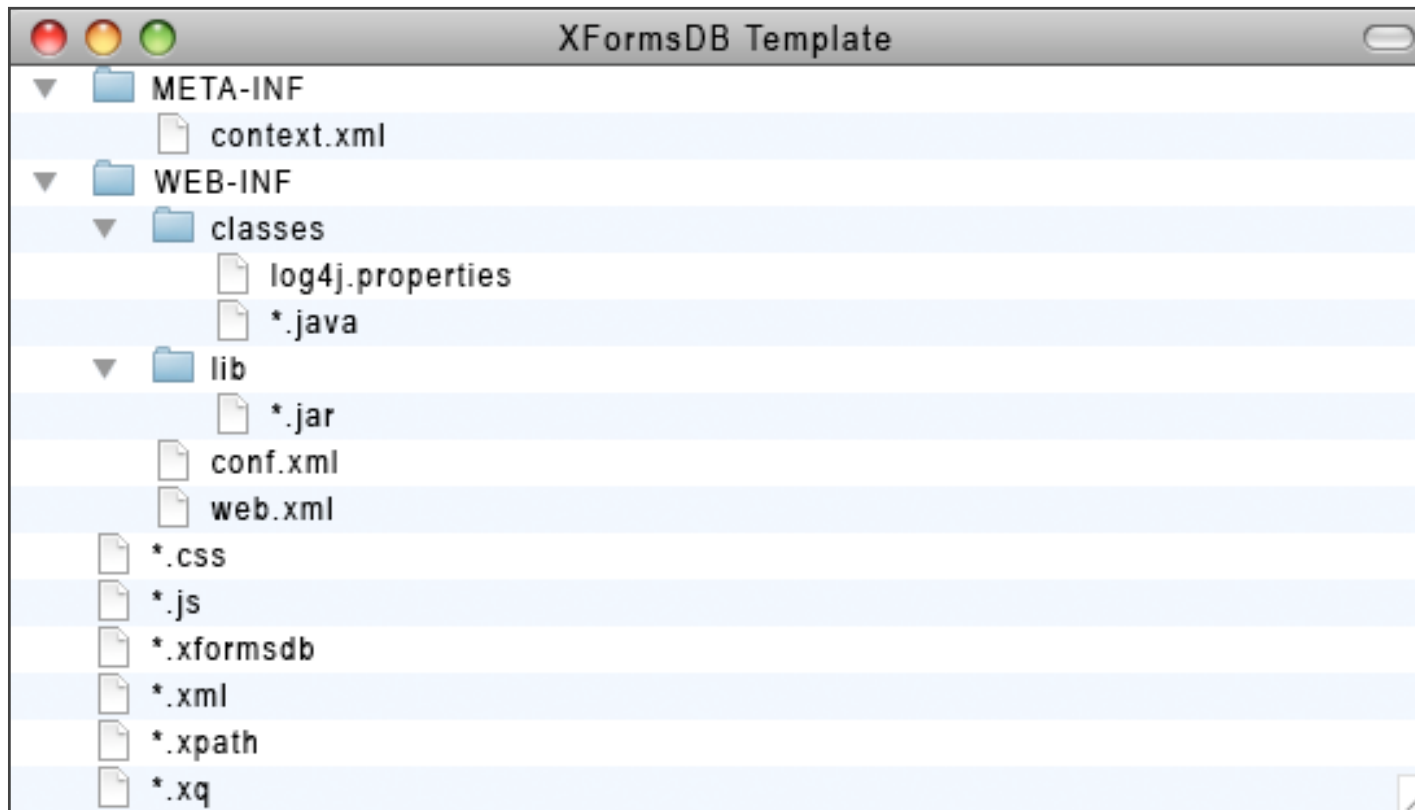 XFormsDB Template
META-INF
context.xml
WEB-INF
classes
log4j.properties
*.java
lib
*.jar
conf.xml
web.xml
*.css
*.js
*.xformsdb
*.xml
*.xpath
*.xq